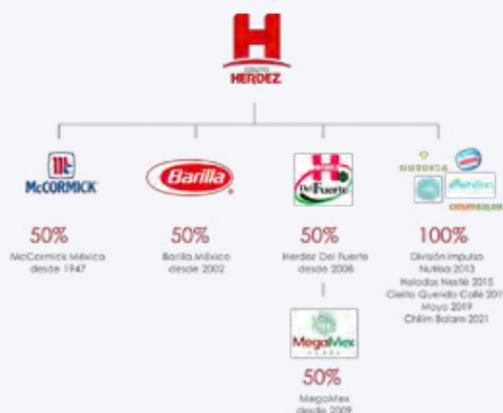 GRUPO
HERDEZ
McCORMICK
Barilla
Del Fuerte
NUTRISA
50%
50%
50%
100%
McCormick México
desde 1947
Barilla México
desde 2002
Herdez Del Fuerte
desde 2008
División Impulso
Nutrisa 2013
Helados Nestlé 2015
Cielito Querido Café
Moyo 2019
Chilim Balam 2021
MegaMex
FOODS
50%
MegaMex
desde 2009